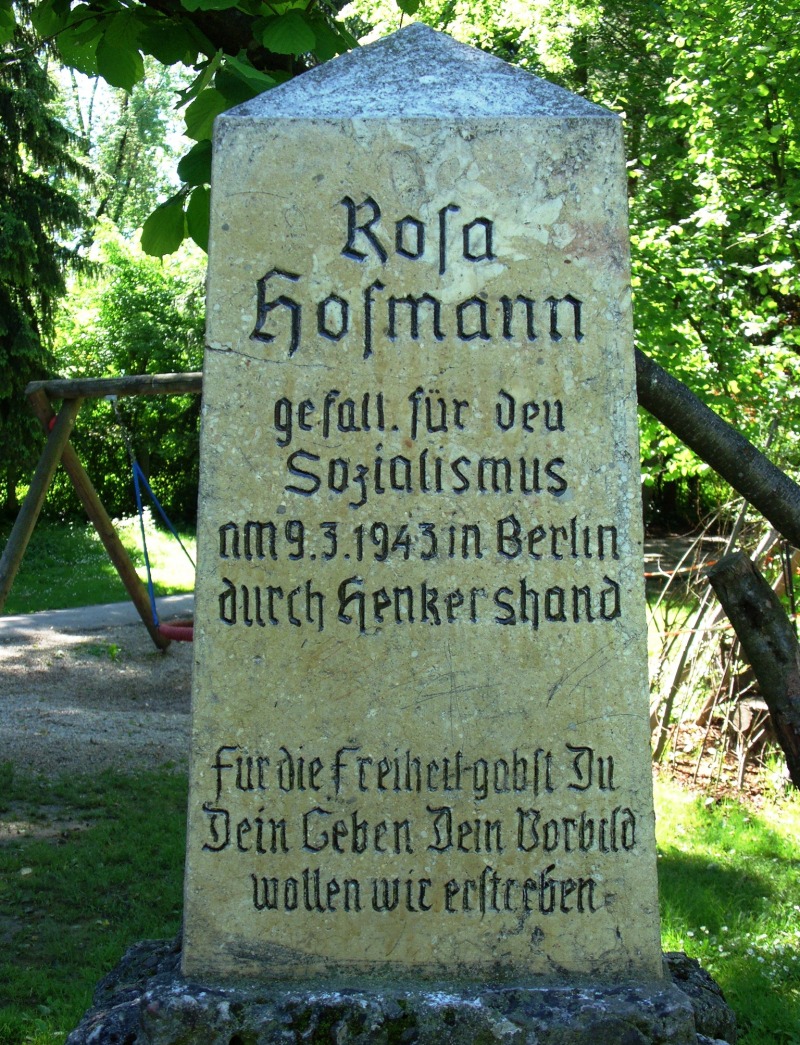 Rosa
Hofmann
gefall. für deu
Sozialismus
am 9.3.1943 in Berlin
durch Henkershand
Für die Freiheit gabst Du
Dein Leben Dein Vorbild
wollen wir erstreben